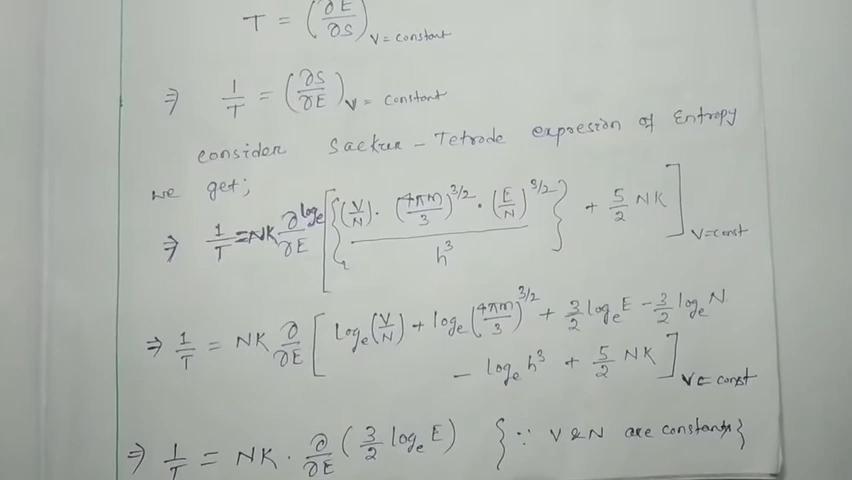 T = (∂E/∂S)V = constant
⇒ 1/T = (∂S/∂E)V = constant
consider Sackur - Tetrode expresion of Entropy
we get;
⇒ 1/T = NK ∂/∂E loge [{(V/N) · (4πm/3)^3/2 · (E/N)^3/2 / h^3} + 5/2 NK]V=const
⇒ 1/T = NK ∂/∂E [loge (V/N) + loge (4πm/3)^3/2 + 3/2 loge E - 3/2 loge N
- loge h^3 + 5/2 NK]V = const
⇒ 1/T = NK · ∂/∂E (3/2 loge E) {∵ V & N are constants}